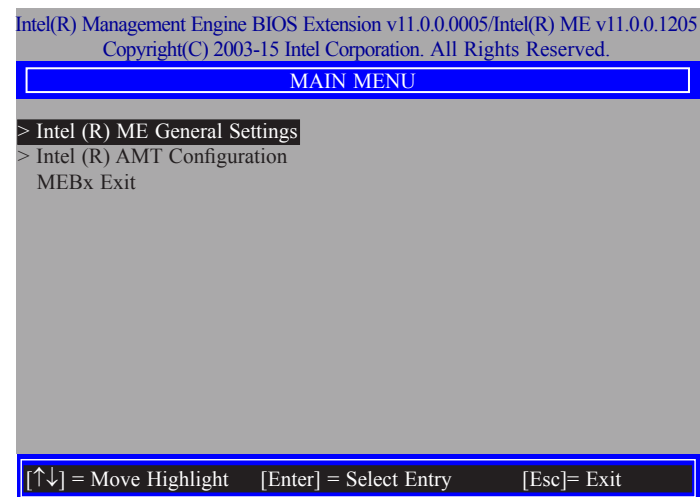 Intel(R) Management Engine BIOS Extension v11.0.0.0005/Intel(R) ME v11.0.0.1205
Copyright(C) 2003-15 Intel Corporation. All Rights Reserved.
MAIN MENU
> Intel (R) ME General Settings
> Intel (R) AMT Configuration
MEBx Exit
[↑↓] = Move Highlight [Enter] = Select Entry [Esc]= Exit